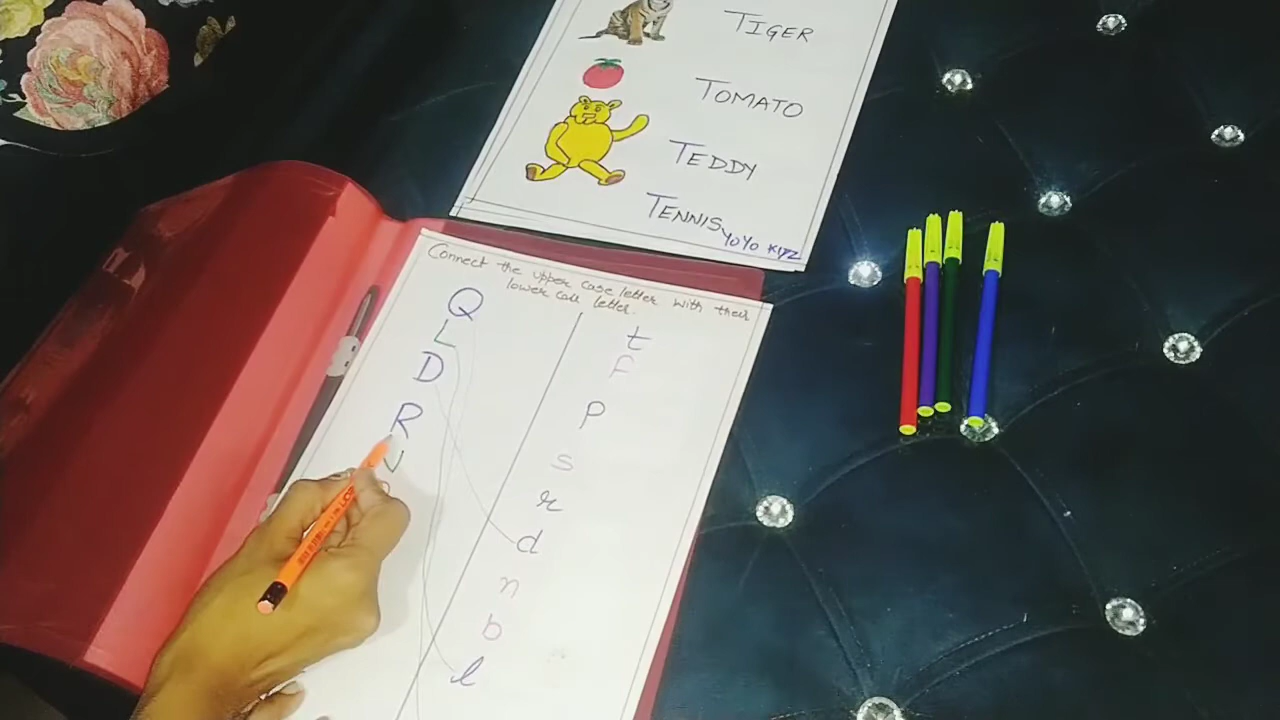 TIGER
TOMATO
TEDDY
TENNIS
YOYO KIDZ
Connect the upper case letter with their
lower case letter.
Q
t
L
f
D
P
R
s
r
d
n
b
l